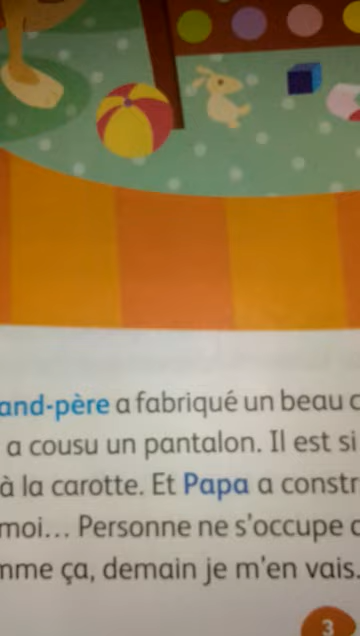 and-père a fabriqué un beau
a cousu un pantalon. Il est si
à la carotte. Et Papa a constr
moi... Personne ne s'occupe
mme ça, demain je m'en vais.
3